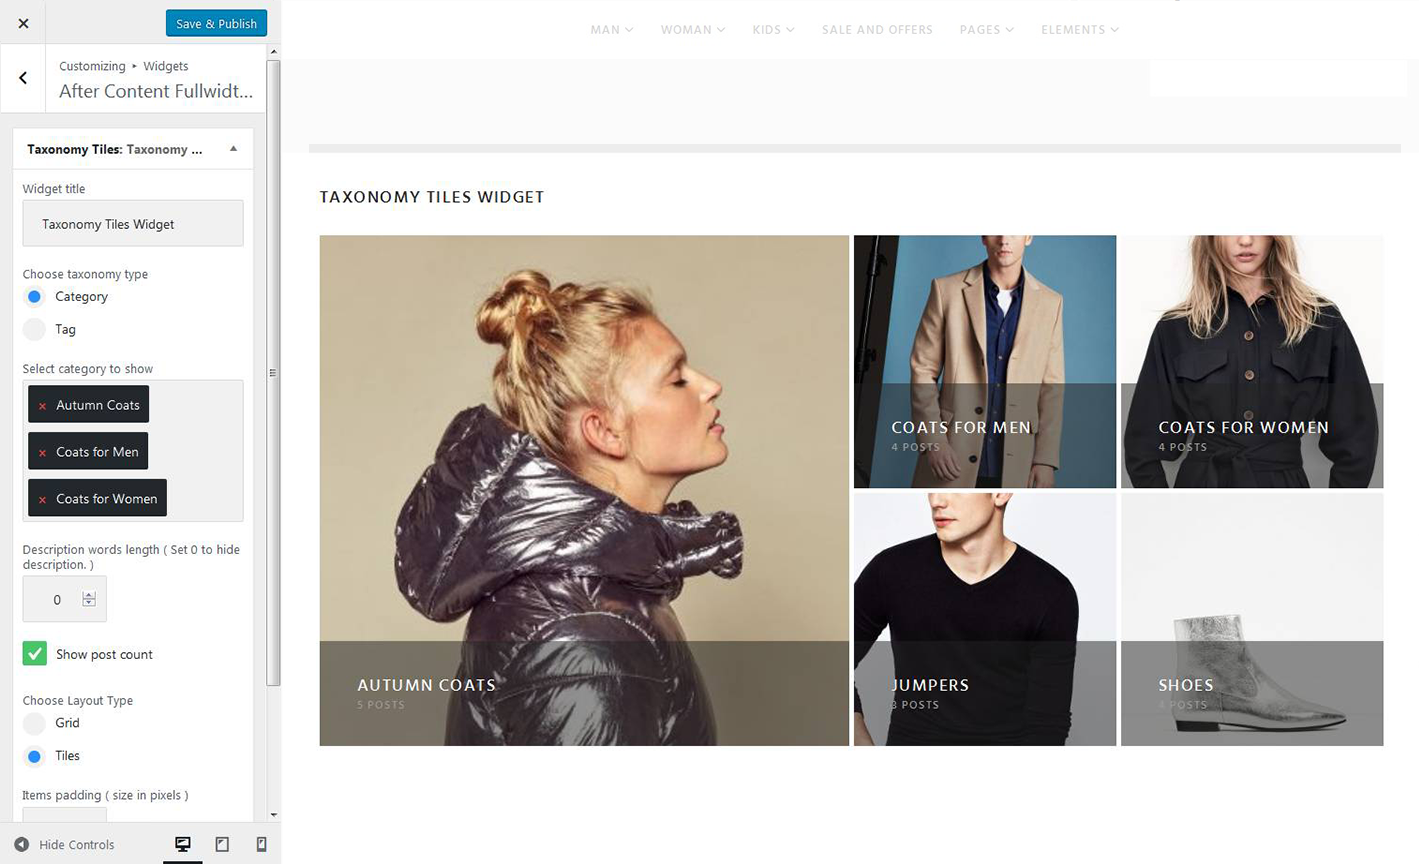 Save & Publish
Customizing ▸ Widgets
After Content Fullwidt...
Taxonomy Tiles: Taxonomy ...
Widget title
Taxonomy Tiles Widget
Choose taxonomy type
Category
Tag
Select category to show
× Autumn Coats
× Coats for Men
× Coats for Women
Description words length ( Set 0 to hide
description. )
0
Show post count
Choose Layout Type
Grid
Tiles
Items padding ( size in pixels )
Hide Controls
MAN WOMAN KIDS SALE AND OFFERS PAGES ELEMENTS
TAXONOMY TILES WIDGET
COATS FOR MEN
4 POSTS
COATS FOR WOMEN
4 POSTS
AUTUMN COATS
5 POSTS
JUMPERS
3 POSTS
SHOES
4 POSTS